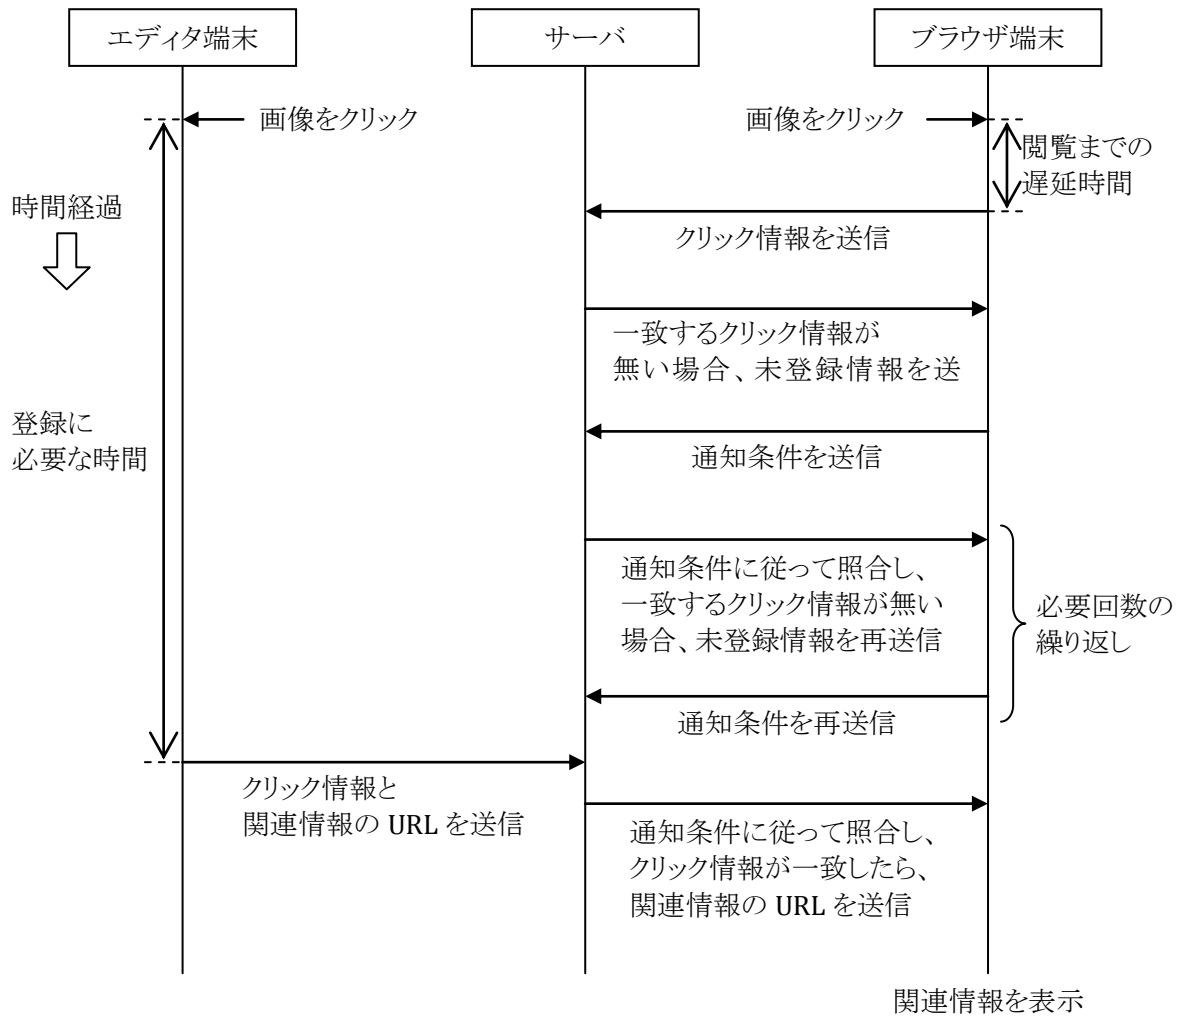 エディタ端末
サーバ
ブラウザ端末
画像をクリック
画像をクリック
閲覧までの
遅延時間
時間経過
クリック情報を送信
一致するクリック情報が
無い場合、未登録情報を送
登録に
必要な時間
通知条件を送信
通知条件に従って照合し、
一致するクリック情報が無い
場合、未登録情報を再送信
必要回数の
繰り返し
通知条件を再送信
クリック情報と
関連情報の URL を送信
通知条件に従って照合し、
クリック情報が一致したら、
関連情報の URL を送信
関連情報を表示